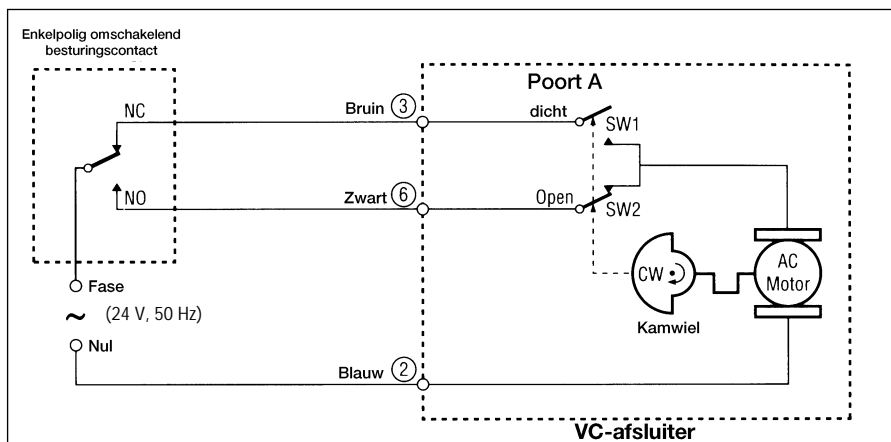 Enkelpolig omschakelend
besturingscontact
NC
NO
Fase
~ (24 V, 50 Hz)
Nul
Bruin 3
Zwart 6
Blauw 2
Poort A
dicht
SW1
Open
SW2
CW
Kamwiel
AC
Motor
VC-afsluiter